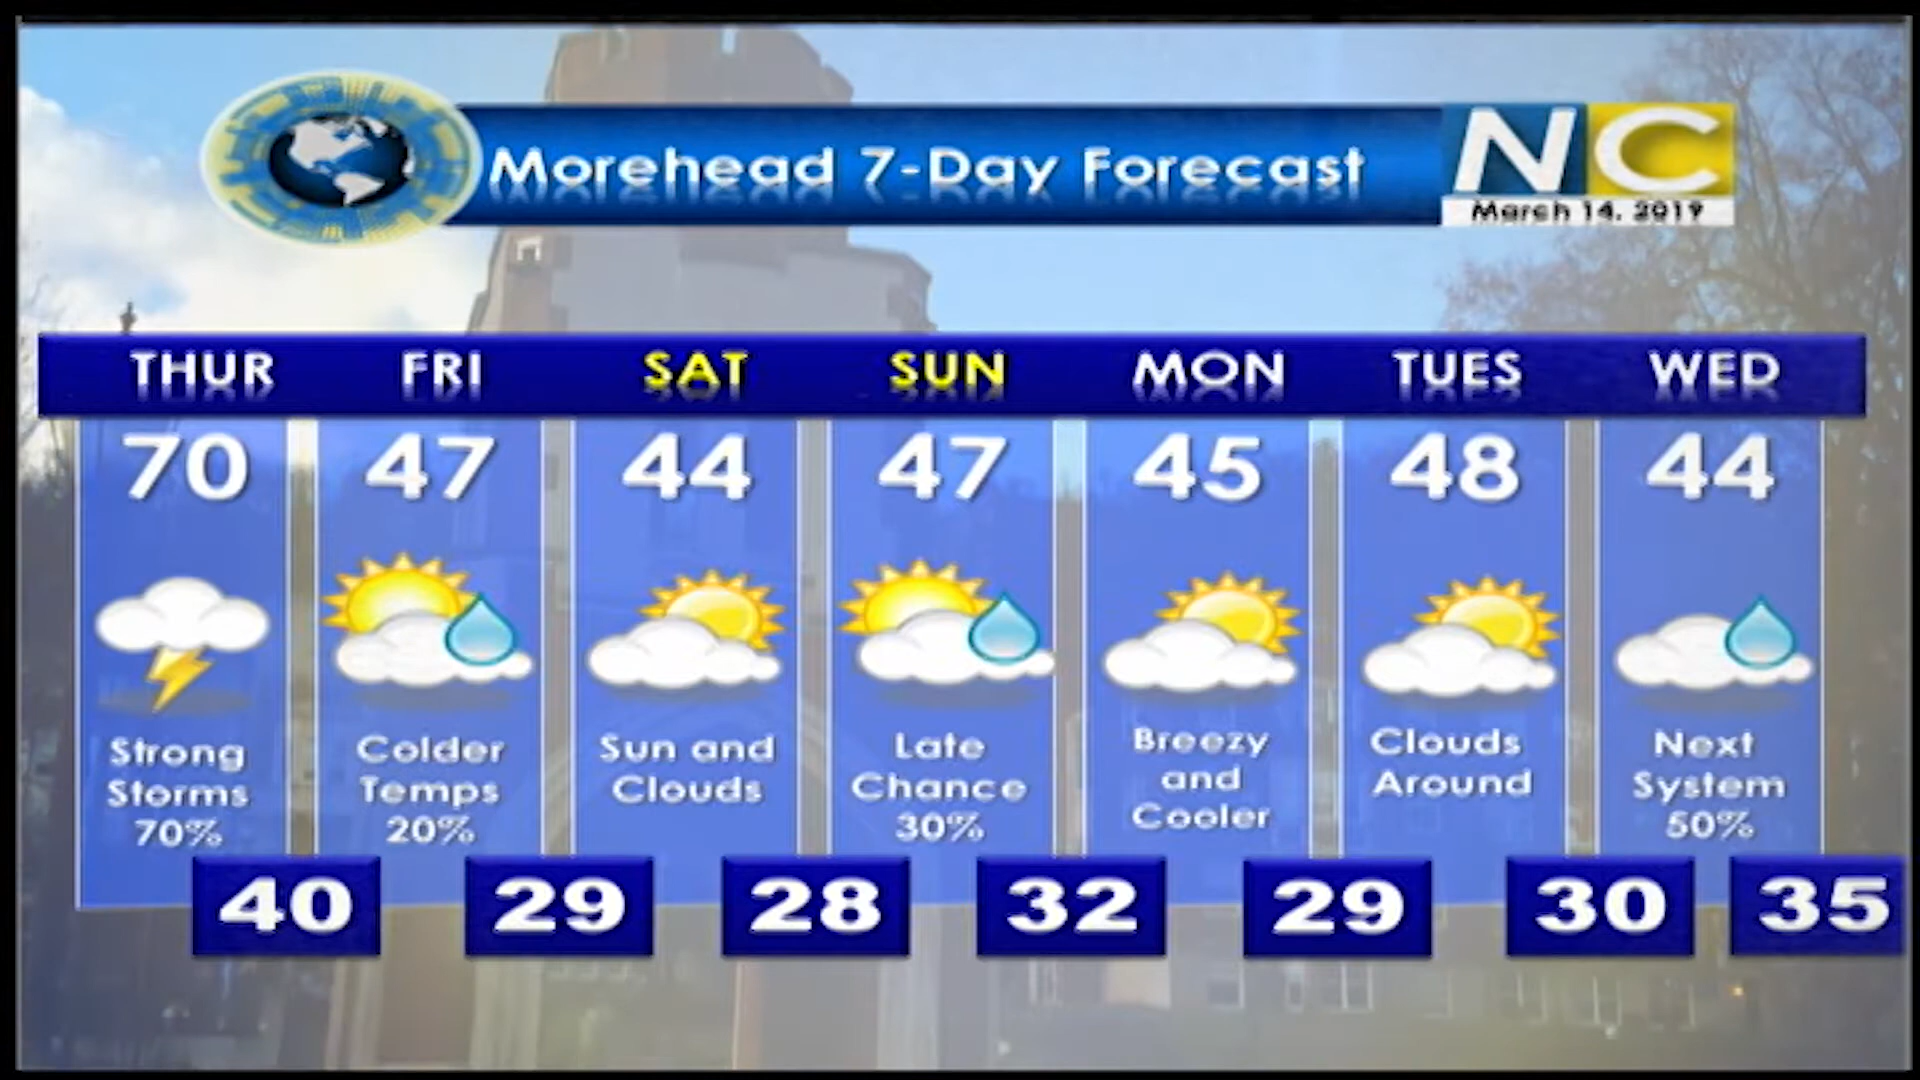 Morehead 7-Day Forecast
NC
March 14, 2019
THUR FRI SAT SUN MON TUES WED
70 47 44 47 45 48 44
Strong
Storms
70%
Colder
Temps
20%
Sun and
Clouds
Late
Chance
30%
Breezy
and
Cooler
Clouds
Around
Next
System
50%
40 29 28 32 29 30 35